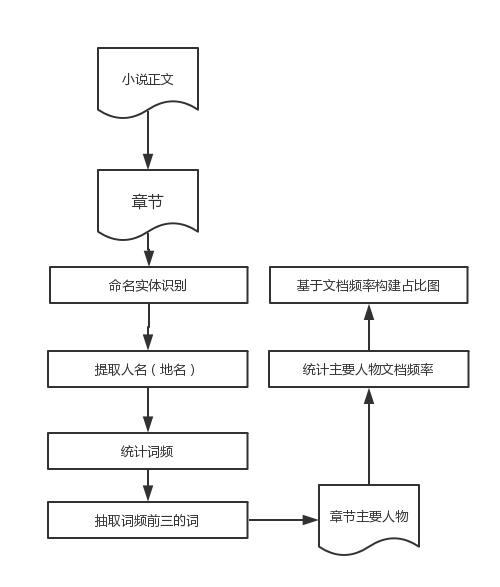 小说正文
章节
命名实体识别
提取人名（地名）
统计词频
抽取词频前三的词
章节主要人物
统计主要人物文档频率
基于文档频率构建占比图